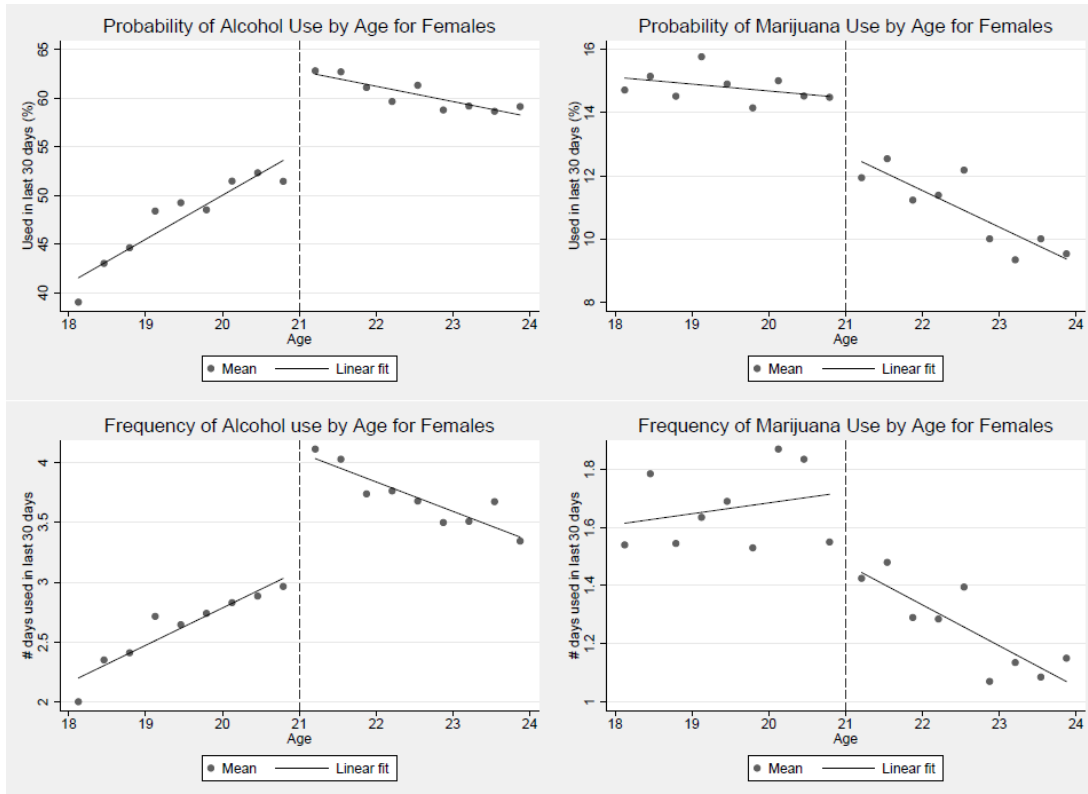 Probability of Alcohol Use by Age for Females
Used in last 30 days (%)
65
60
55
50
45
40
18 19 20 21 22 23 24
Age
Mean Linear fit
Probability of Marijuana Use by Age for Females
Used in last 30 days (%)
16
14
12
10
8
18 19 20 21 22 23 24
Age
Mean Linear fit
Frequency of Alcohol use by Age for Females
# days used in last 30 days
4
3.5
3
2.5
2
18 19 20 21 22 23 24
Age
Mean Linear fit
Frequency of Marijuana Use by Age for Females
# days used in last 30 days
1.8
1.6
1.4
1.2
1
18 19 20 21 22 23 24
Age
Mean Linear fit